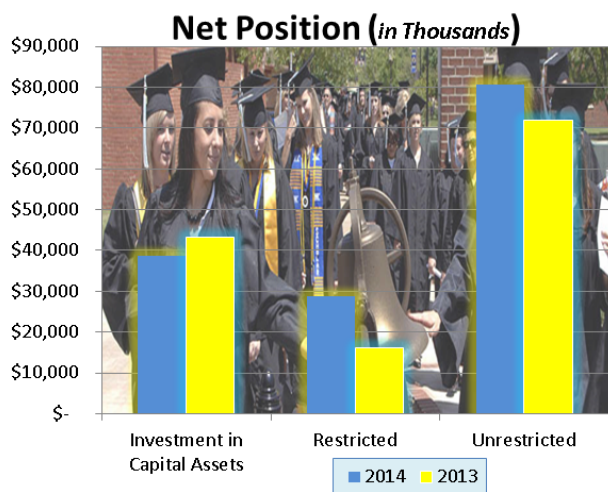 Net Position (in Thousands)
$90,000
$80,000
$70,000
$60,000
$50,000
$40,000
$30,000
$20,000
$10,000
$-
Investment in
Capital Assets
Restricted
Unrestricted
2014 2013